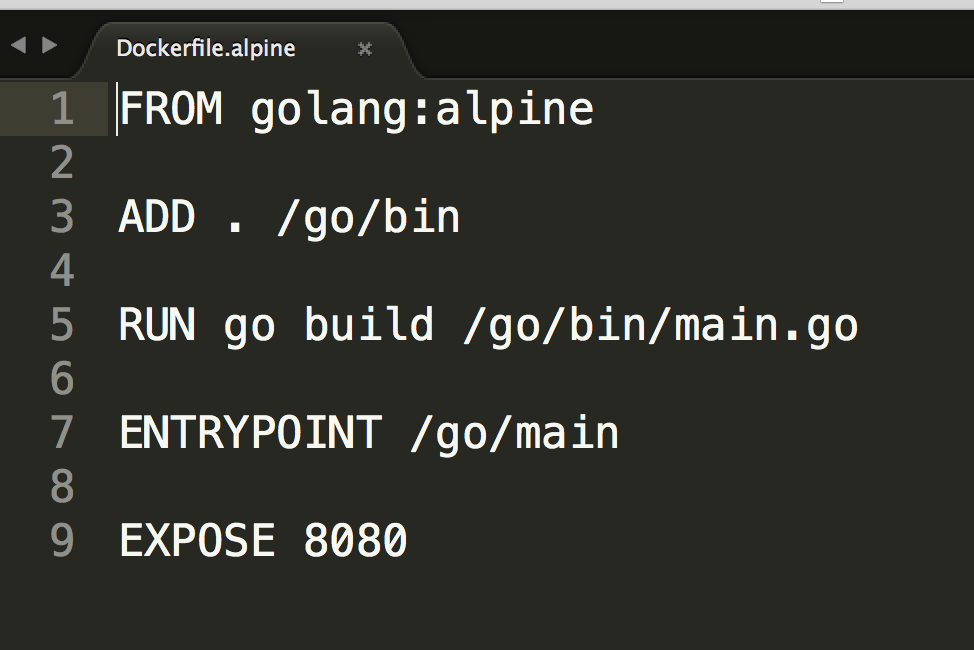 Dockerfile.alpine
1 FROM golang:alpine
2
3 ADD . /go/bin
4
5 RUN go build /go/bin/main.go
6
7 ENTRYPOINT /go/main
8
9 EXPOSE 8080